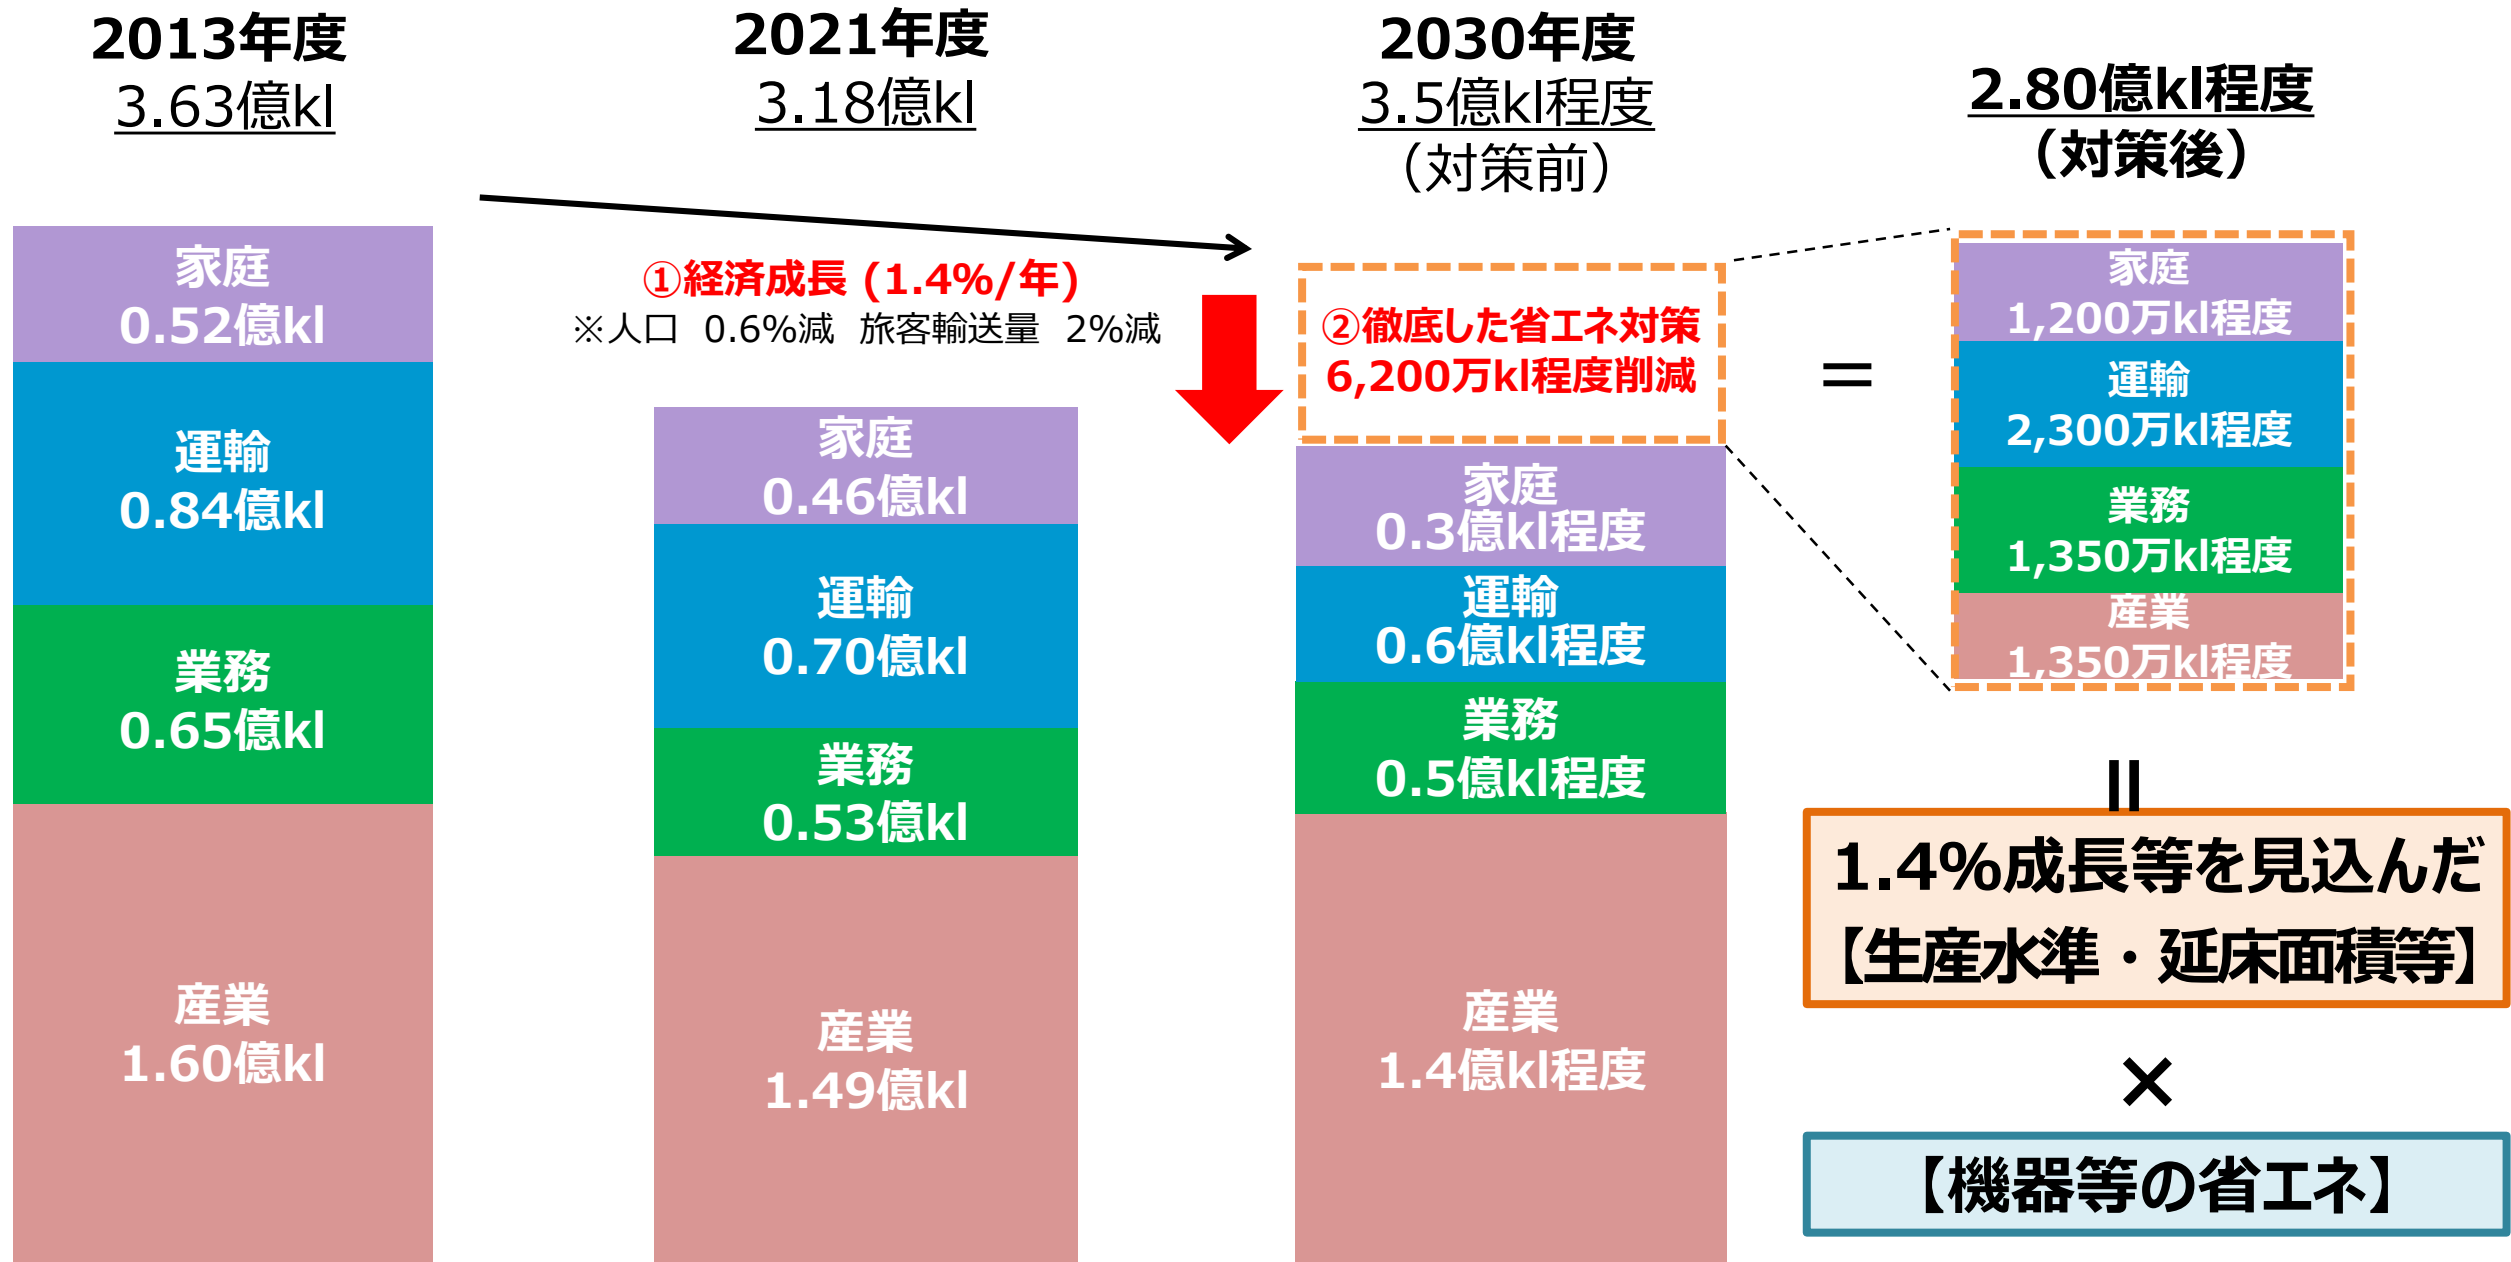 2013年度
3.63億kl
家庭
0.52億kl
運輸
0.84億kl
業務
0.65億kl
産業
1.60億kl
2021年度
3.18億kl
①経済成長 (1.4%/年)
※人口　0.6%減　旅客輸送量　2%減
家庭
0.46億kl
運輸
0.70億kl
業務
0.53億kl
産業
1.49億kl
2030年度
3.5億kl程度
（対策前）
②徹底した省エネ対策
6,200万kl程度削減
家庭
0.3億kl程度
運輸
0.6億kl程度
業務
0.5億kl程度
産業
1.4億kl程度
2.80億kl程度
（対策後）
＝
家庭
1,200万kl程度
運輸
2,300万kl程度
業務
1,350万kl程度
産業
1,350万kl程度
＝
1.4%成長等を見込んだ
【生産水準・延床面積等】
×
【機器等の省エネ】